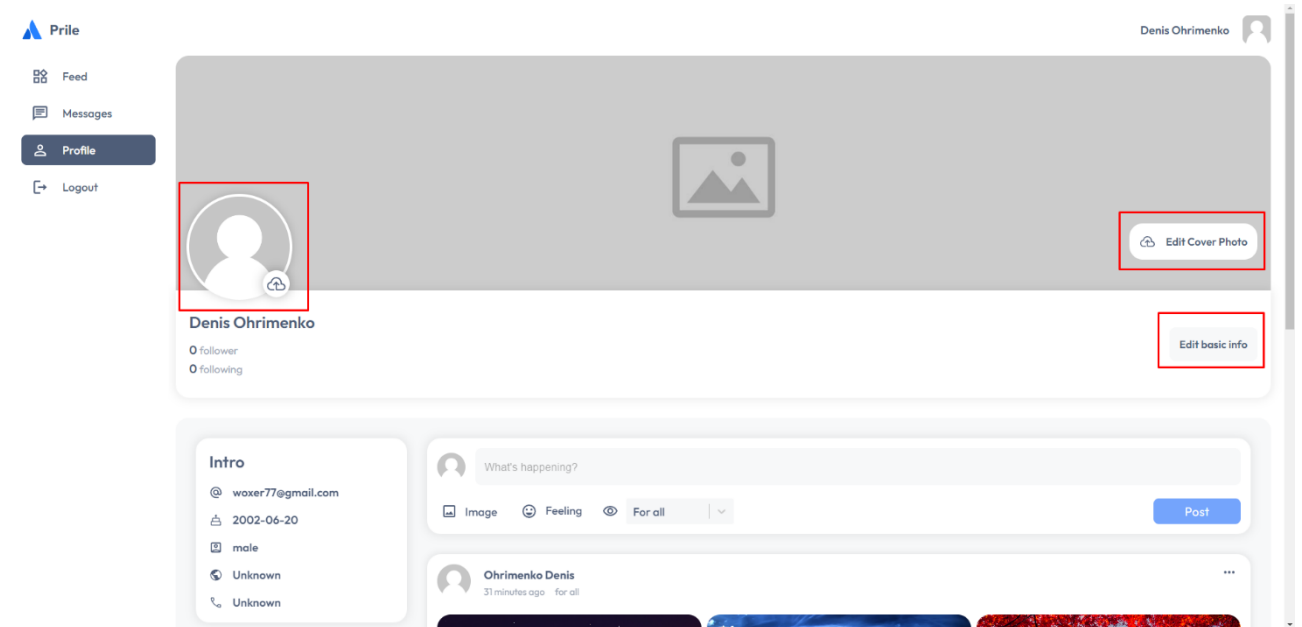 Prile
Denis Ohrimenko
Feed
Messages
Profile
Logout
Edit Cover Photo
Denis Ohrimenko
0 follower
0 following
Edit basic info
Intro
woxer77@gmail.com
2002-06-20
male
Unknown
Unknown
What's happening?
Image Feeling For all Post
Ohrimenko Denis
31 minutes ago for all